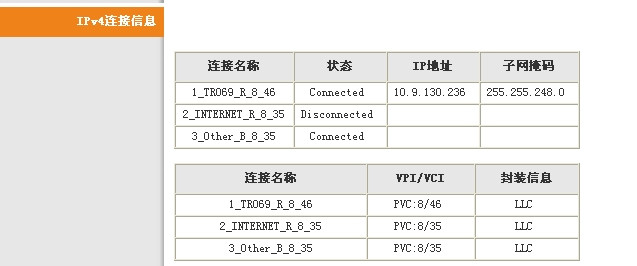 IPv4连接信息
连接名称 状态 IP地址 子网掩码
1_TR069_R_8_46 Connected 10.9.130.236 255.255.248.0
2_INTERNET_R_8_35 Disconnected
3_Other_B_8_35 Connected
连接名称 VPI/VCI 封装信息
1_TR069_R_8_46 PVC:8/46 LLC
2_INTERNET_R_8_35 PVC:8/35 LLC
3_Other_B_8_35 PVC:8/35 LLC